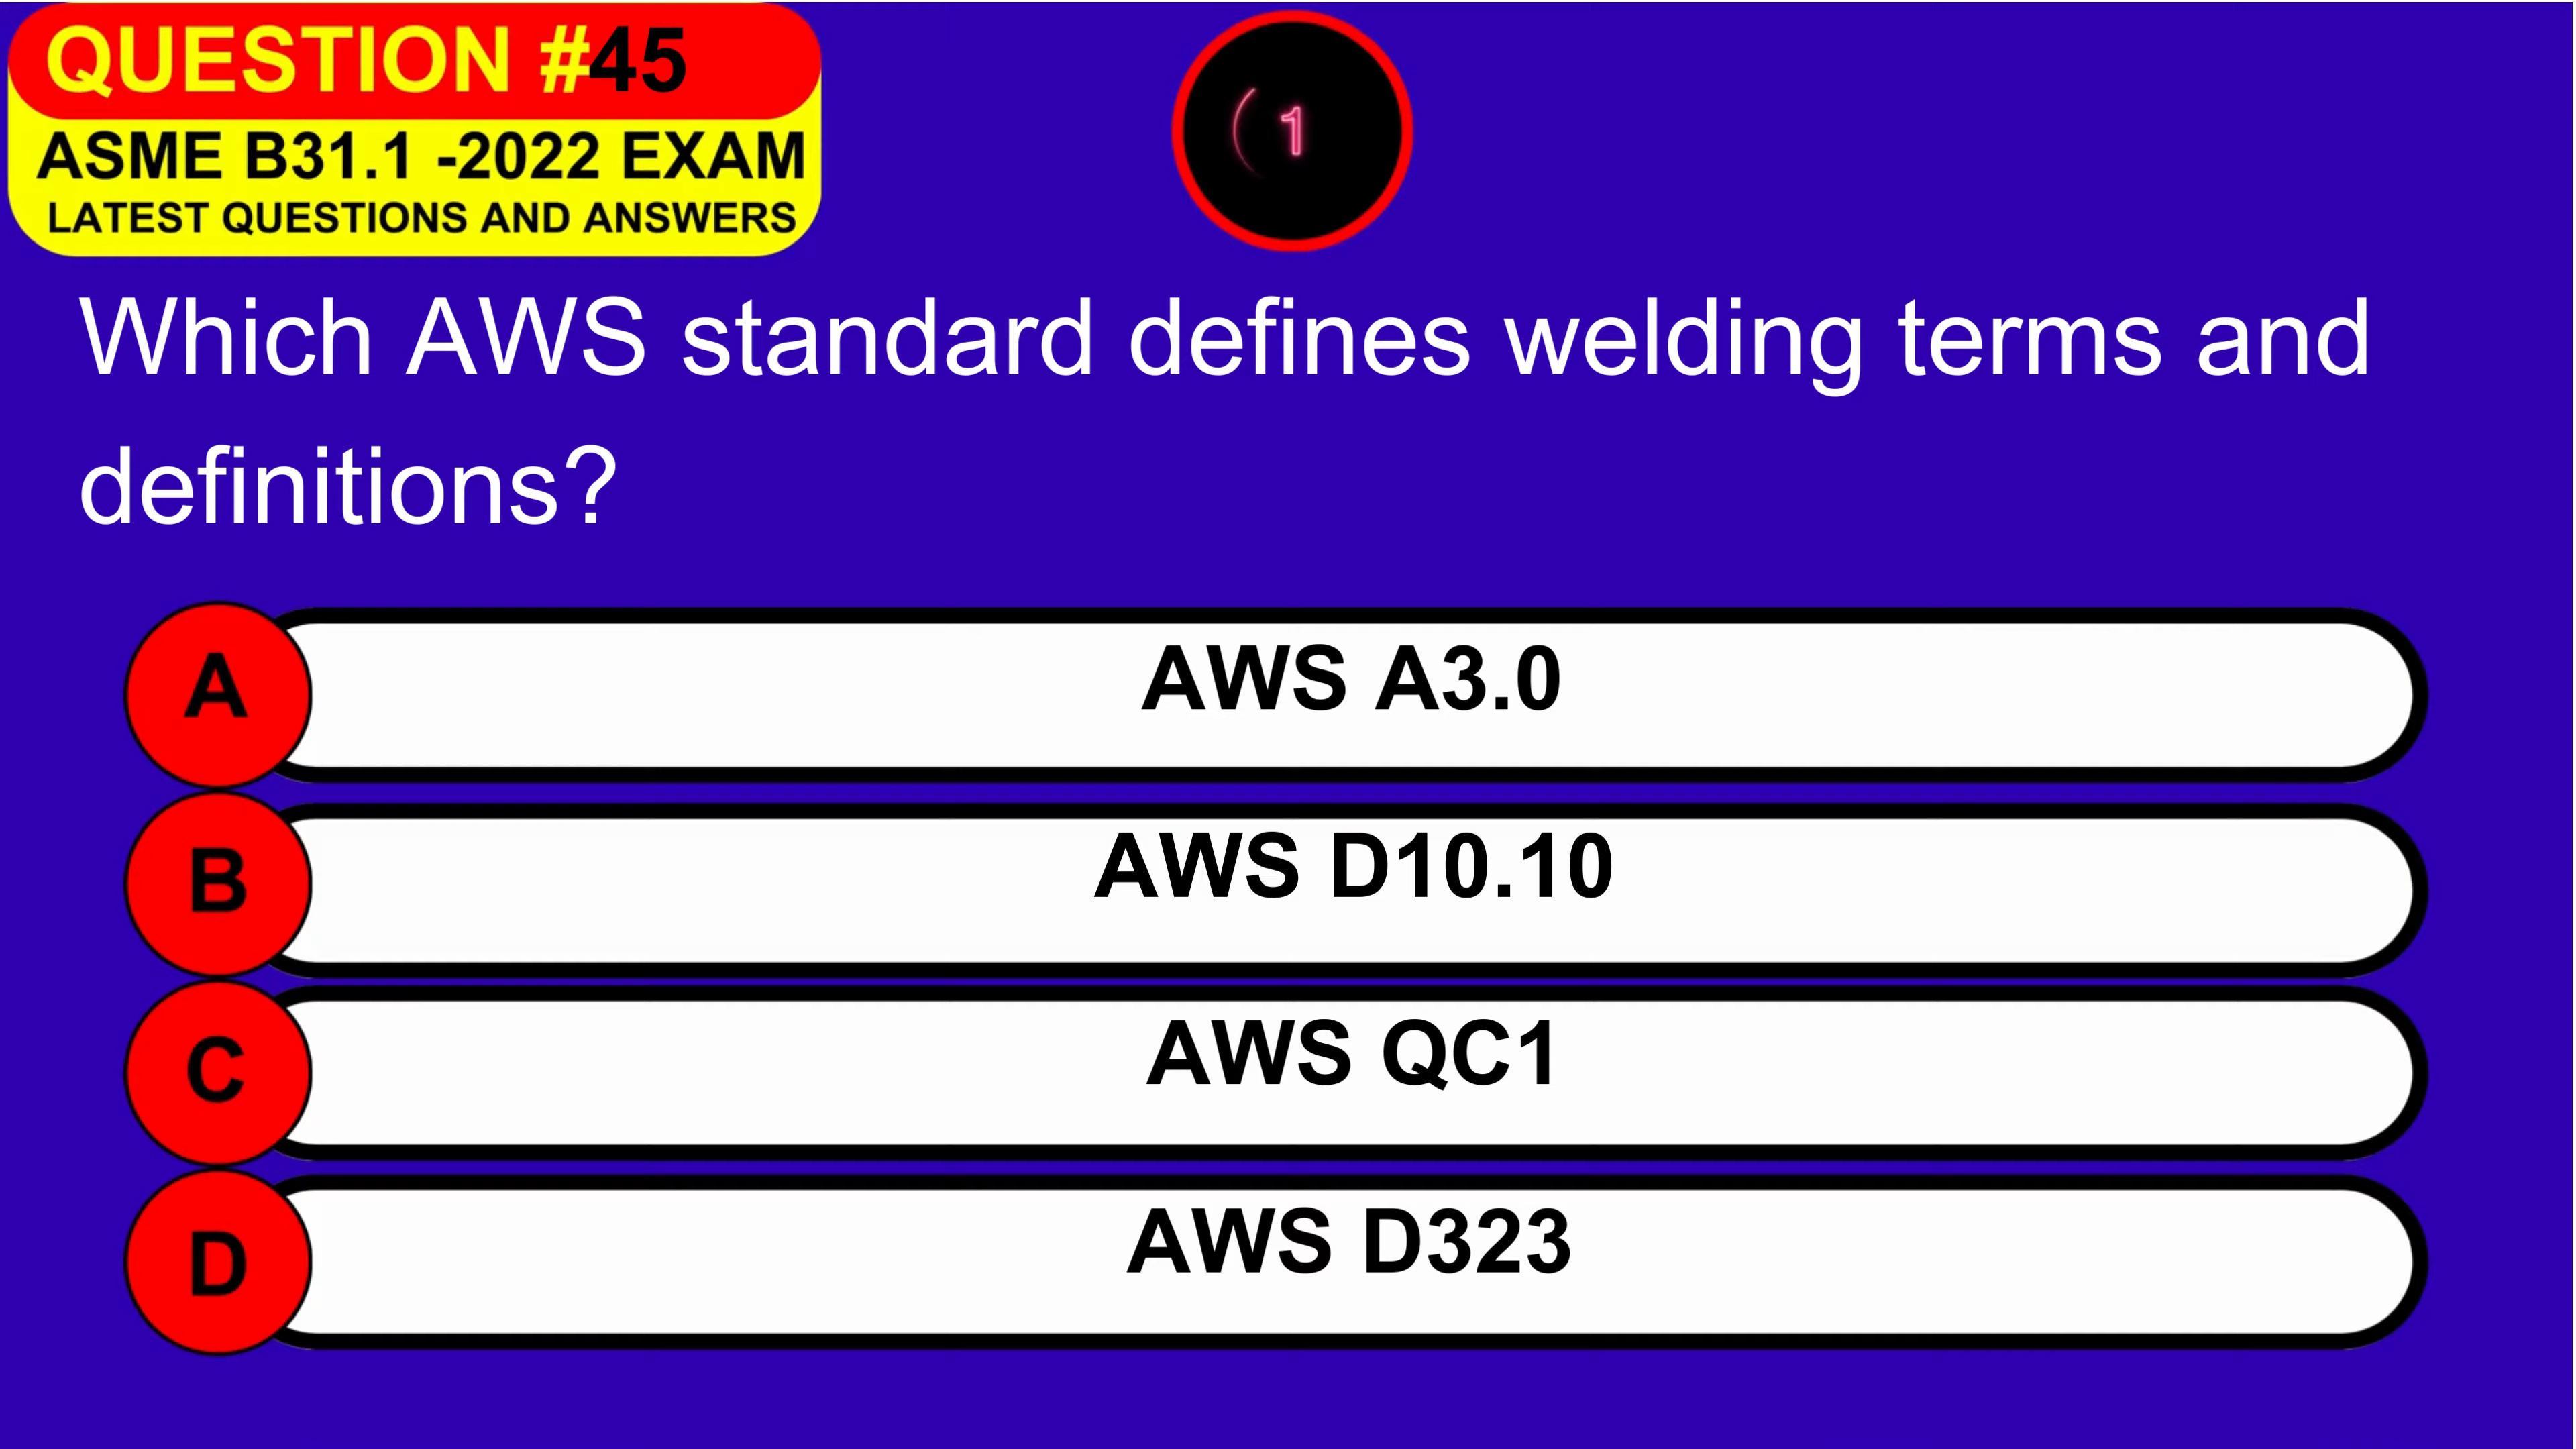 QUESTION #45
ASME B31.1 -2022 EXAM
LATEST QUESTIONS AND ANSWERS
1
Which AWS standard defines welding terms and
definitions?
A
AWS A3.0
B
AWS D10.10
C
AWS QC1
D
AWS D323